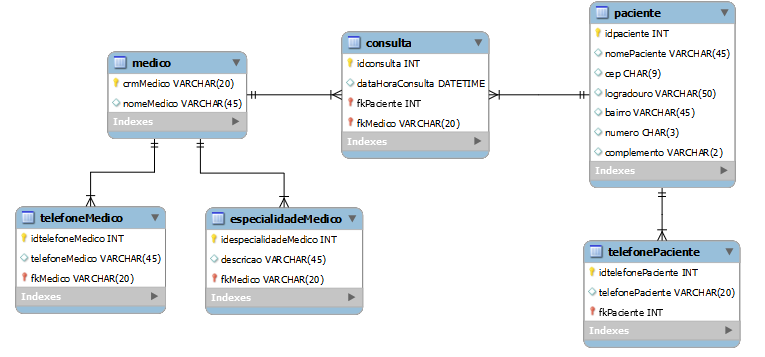 medico
crmMedico VARCHAR(20)
nomeMedico VARCHAR(45)
Indexes
consulta
idconsulta INT
dataHoraConsulta DATETIME
fkPaciente INT
fkMedico VARCHAR(20)
Indexes
paciente
idpaciente INT
nomePaciente VARCHAR(45)
cep CHAR(9)
logradouro VARCHAR(50)
bairro VARCHAR(45)
numero CHAR(3)
complemento VARCHAR(2)
Indexes
telefoneMedico
idtelefoneMedico INT
telefoneMedico VARCHAR(45)
fkMedico VARCHAR(20)
Indexes
especialidadeMedico
idespecialidadeMedico INT
descricao VARCHAR(45)
fkMedico VARCHAR(20)
Indexes
telefonePaciente
idtelefonePaciente INT
telefonePaciente VARCHAR(20)
fkPaciente INT
Indexes